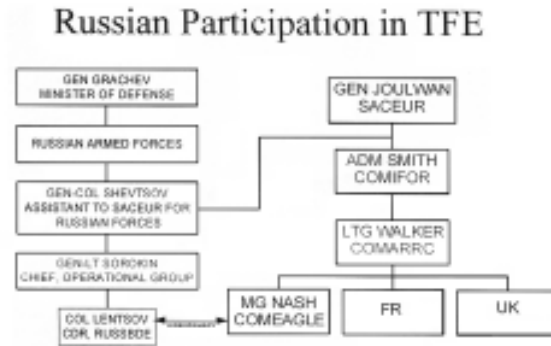 Russian Participation in TFE
GEN GRACHEV
MINISTER OF DEFENSE
RUSSIAN ARMED FORCES
GEN-COL SHEVTSOV
ASSISTANT TO SACEUR FOR
RUSSIAN FORCES
GEN-LT SOROKIN
CHIEF, OPERATIONAL GROUP
COL LENTSOV
CDR, RUSSBDE
GEN JOULWAN
SACEUR
ADM SMITH
COMIFOR
LTG WALKER
COMARRC
MG NASH
COMEAGLE
FR
UK